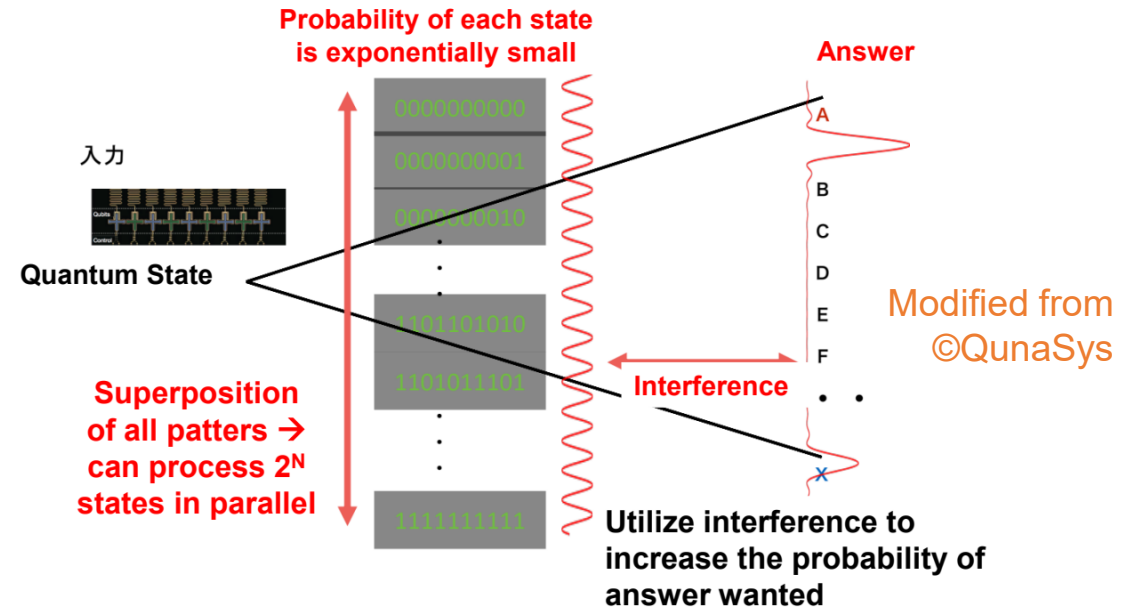 Probability of each state
is exponentially small
Answer
0000000000
0000000001
0000000010
入力
Qubits
Control
Quantum State
1101101010
1101011101
1111111111
Superposition
of all patters →
can process 2ᴺ
states in parallel
A
B
C
D
E
F
X
Interference
Modified from
©QunaSys
Utilize interference to
increase the probability of
answer wanted